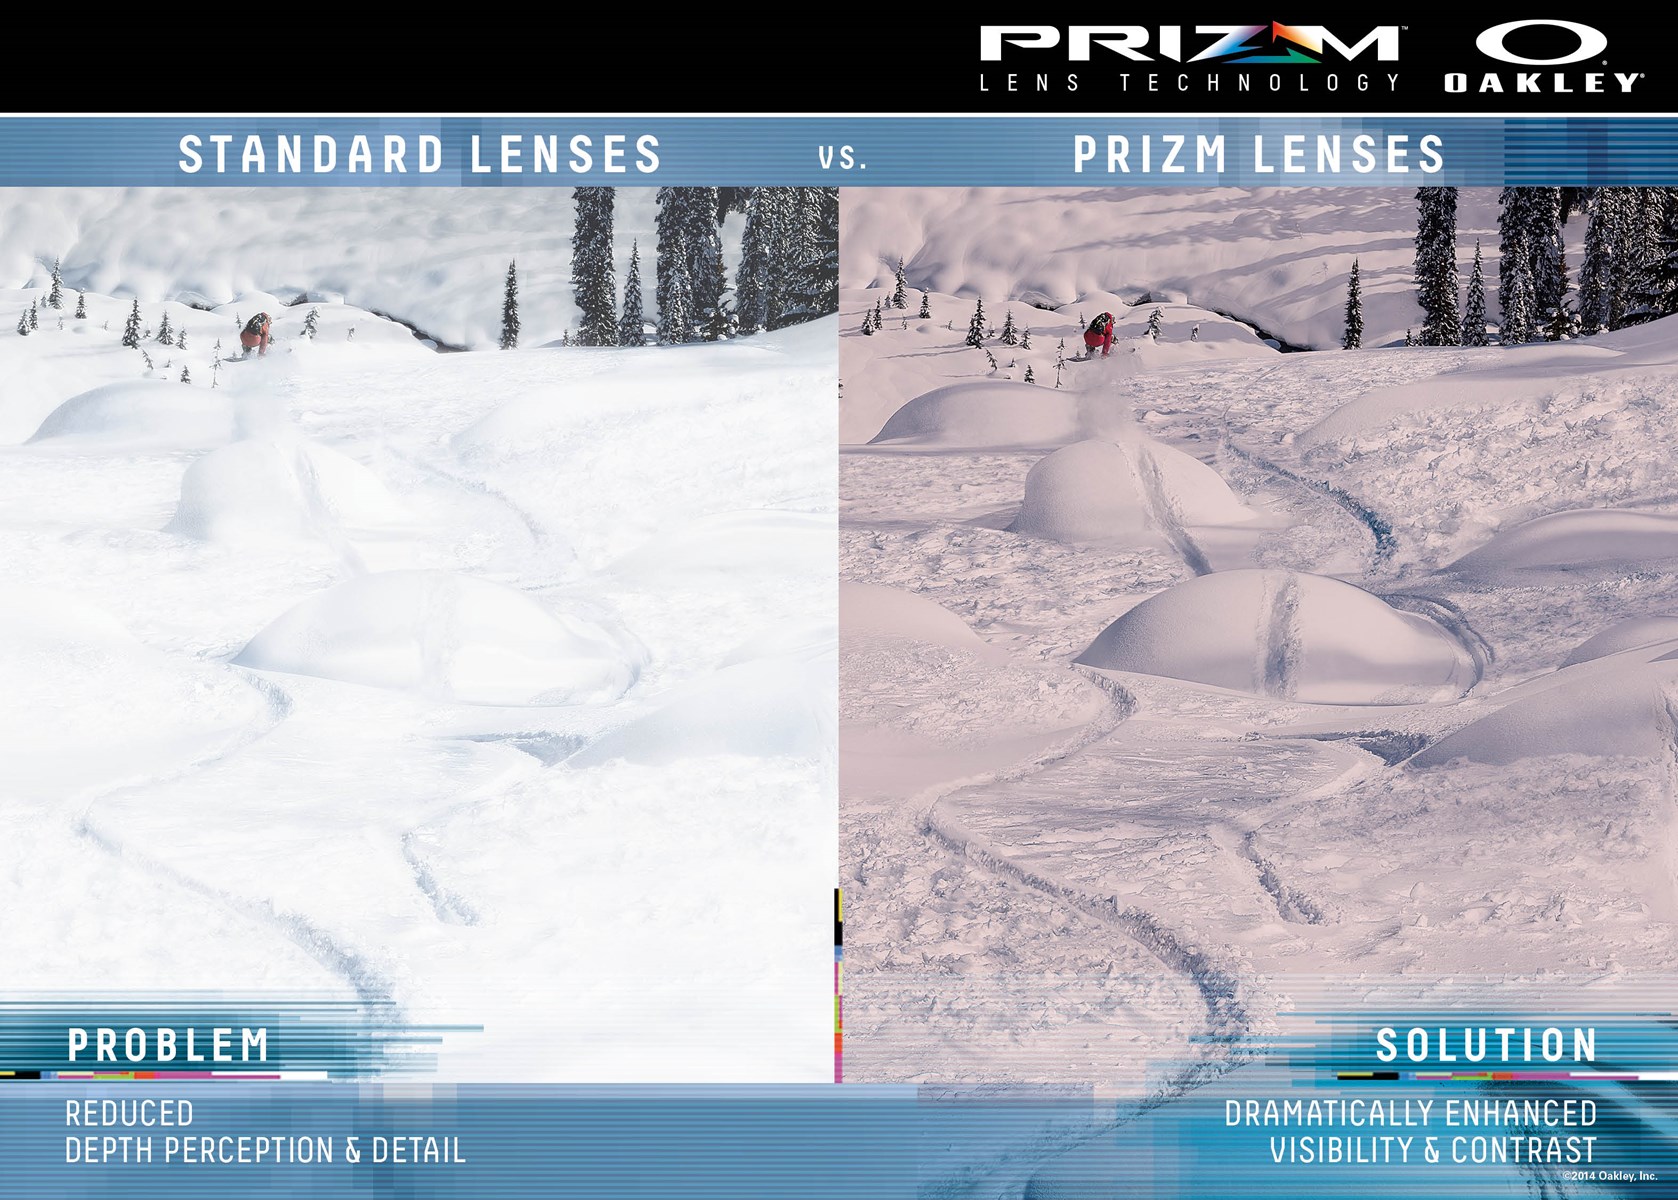 PRIZM™
LENS TECHNOLOGY
OAKLEY®
STANDARD LENSES
VS.
PRIZM LENSES
PROBLEM
REDUCED
DEPTH PERCEPTION & DETAIL
SOLUTION
DRAMATICALLY ENHANCED
VISIBILITY & CONTRAST
©2014 Oakley, Inc.